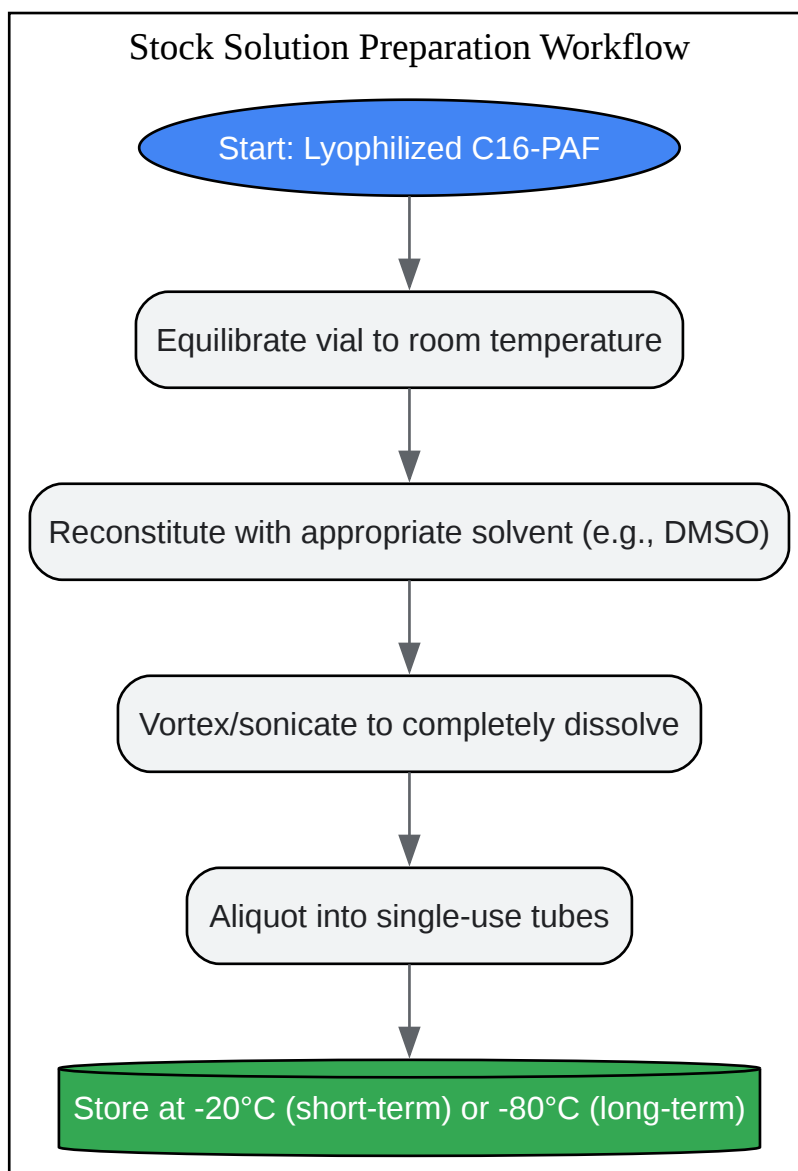 Stock Solution Preparation Workflow
Start: Lyophilized C16-PAF
Equilibrate vial to room temperature
Reconstitute with appropriate solvent (e.g., DMSO)
Vortex/sonicate to completely dissolve
Aliquot into single-use tubes
Store at -20°C (short-term) or -80°C (long-term)